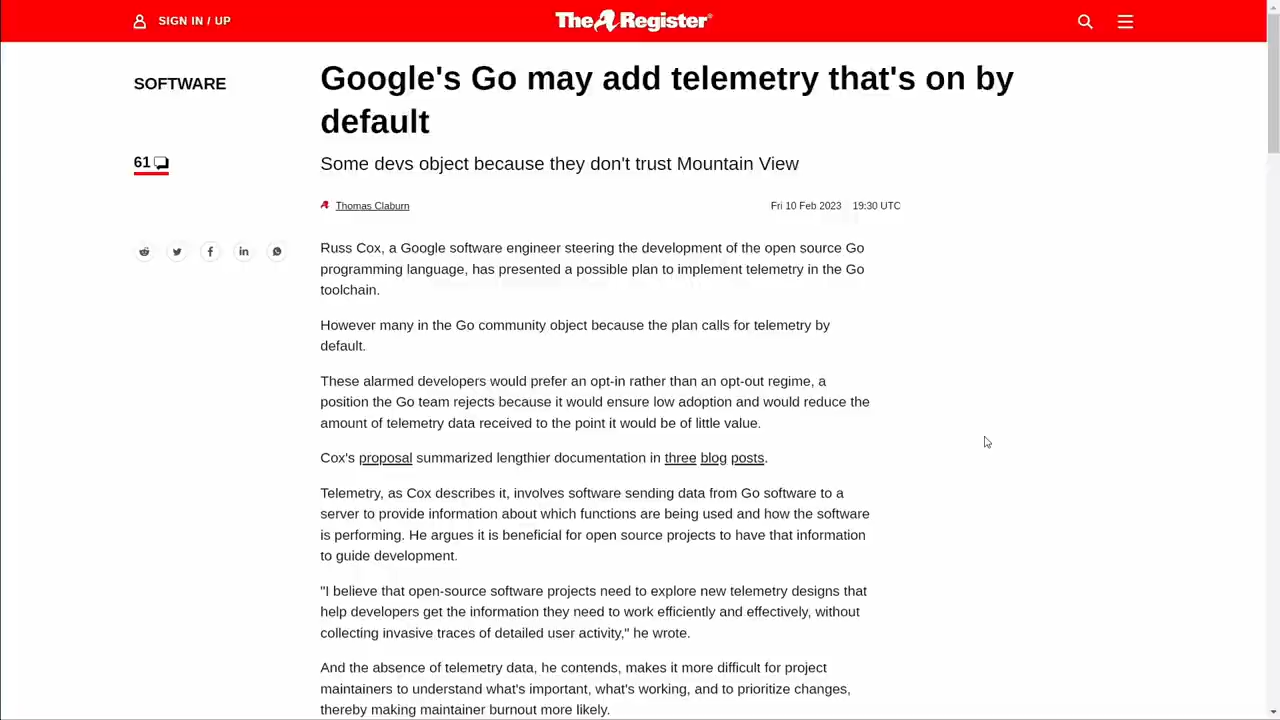 SIGN IN / UP
The Register®
SOFTWARE
Google's Go may add telemetry that's on by
default
61
Some devs object because they don't trust Mountain View
Thomas Claburn
Fri 10 Feb 2023 19:30 UTC
Russ Cox, a Google software engineer steering the development of the open source Go
programming language, has presented a possible plan to implement telemetry in the Go
toolchain.
However many in the Go community object because the plan calls for telemetry by
default.
These alarmed developers would prefer an opt-in rather than an opt-out regime, a
position the Go team rejects because it would ensure low adoption and would reduce the
amount of telemetry data received to the point it would be of little value.
Cox's proposal summarized lengthier documentation in three blog posts.
Telemetry, as Cox describes it, involves software sending data from Go software to a
server to provide information about which functions are being used and how the software
is performing. He argues it is beneficial for open source projects to have that information
to guide development.
"I believe that open-source software projects need to explore new telemetry designs that
help developers get the information they need to work efficiently and effectively, without
collecting invasive traces of detailed user activity," he wrote.
And the absence of telemetry data, he contends, makes it more difficult for project
maintainers to understand what's important, what's working, and to prioritize changes,
thereby making maintainer burnout more likely.